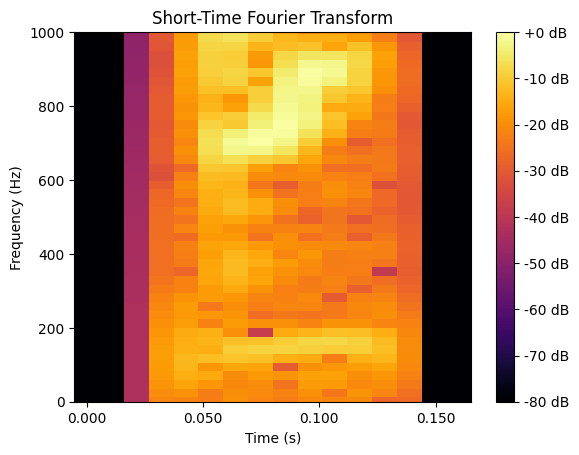 Short-Time Fourier Transform
1000
800
600
400
200
0
Frequency (Hz)
0.000
0.050
0.100
0.150
Time (s)
+0 dB
-10 dB
-20 dB
-30 dB
-40 dB
-50 dB
-60 dB
-70 dB
-80 dB